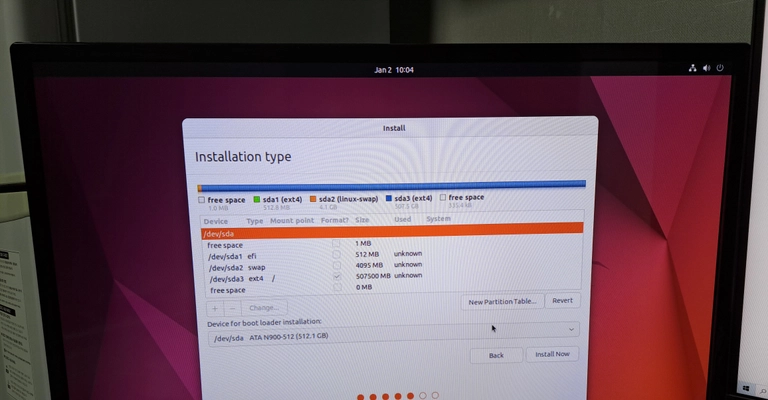 Jan 2 10:04
Install
Installation type
free space sda1 (ext4) sda2 (linux-swap) sda3 (ext4) free space
1.0 MB 512.8 MB 4.1 GB 507.5 GB
Device Type Mount point Format? Size Used System
/dev/sda
free space 1 MB
/dev/sda1 efi 512 MB unknown
/dev/sda2 swap 4095 MB unknown
/dev/sda3 ext4 / 507500 MB unknown
free space 0 MB
+ − Change... New Partition Table... Revert
Device for boot loader installation:
/dev/sda ATA N900-512 (512.1 GB)
Back Install Now